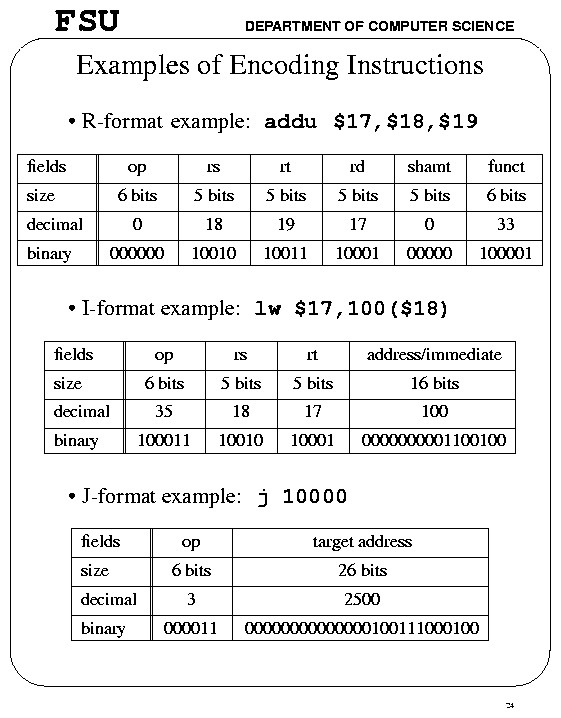 FSU DEPARTMENT OF COMPUTER SCIENCE
Examples of Encoding Instructions
• R-format example: addu $17,$18,$19
fields op rs rt rd shamt funct
size 6 bits 5 bits 5 bits 5 bits 5 bits 6 bits
decimal 0 18 19 17 0 33
binary 000000 10010 10011 10001 00000 100001
• I-format example: lw $17,100($18)
fields op rs rt address/immediate
size 6 bits 5 bits 5 bits 16 bits
decimal 35 18 17 100
binary 100011 10010 10001 0000000001100100
• J-format example: j 10000
fields op target address
size 6 bits 26 bits
decimal 3 2500
binary 000011 00000000000000100111000100
24